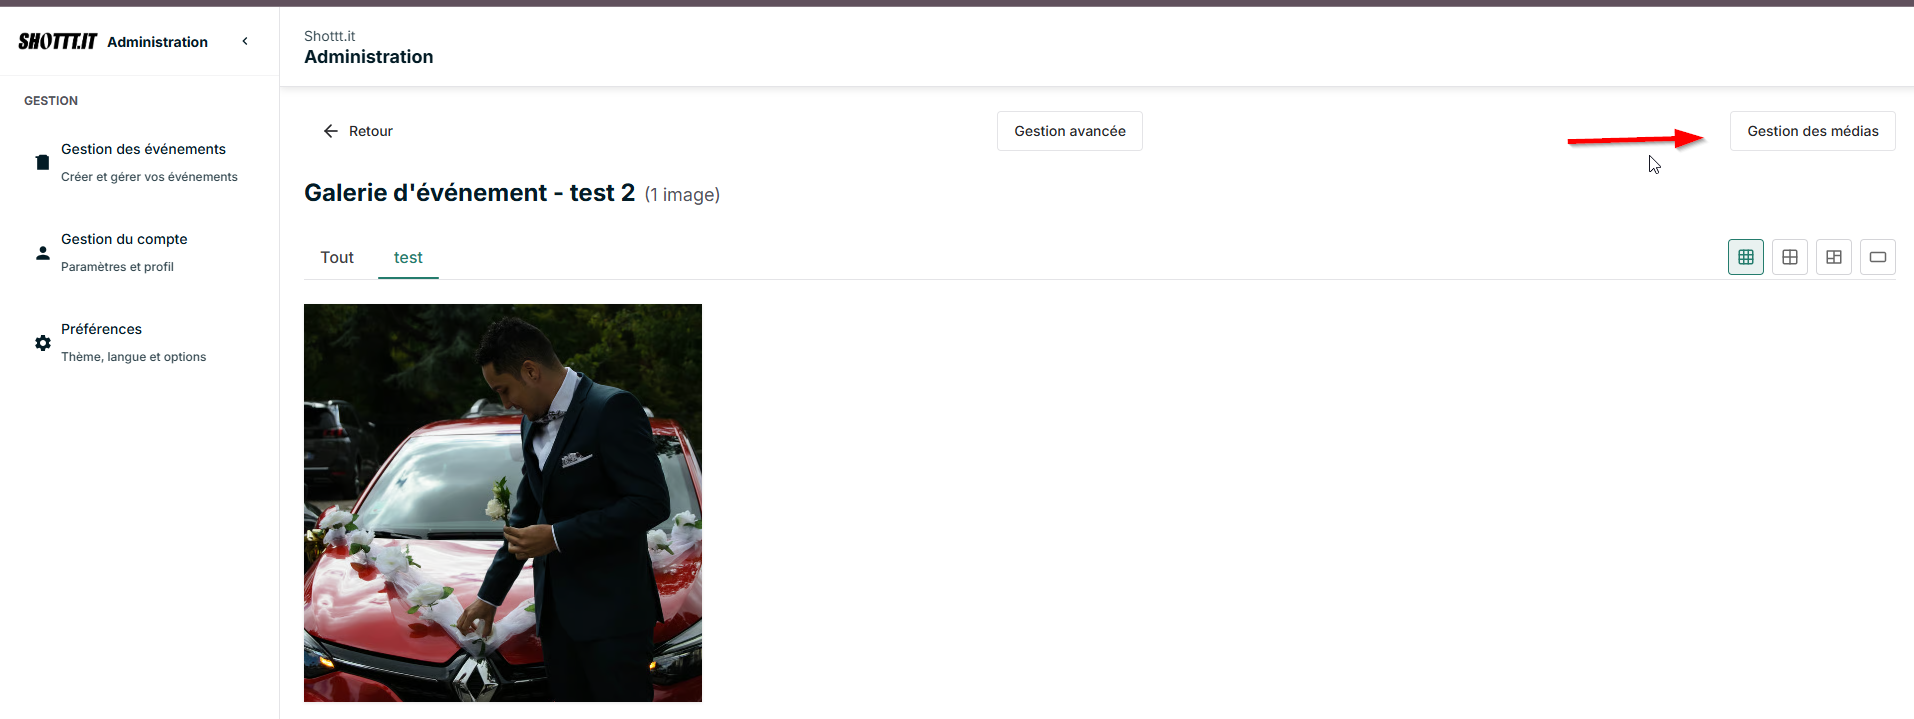 SHOTTT.IT Administration
GESTION
Gestion des événements
Créer et gérer vos événements
Gestion du compte
Paramètres et profil
Préférences
Thème, langue et options
Shottt.it
Administration
Retour
Gestion avancée
Gestion des médias
Galerie d'événement - test 2 (1 image)
Tout test